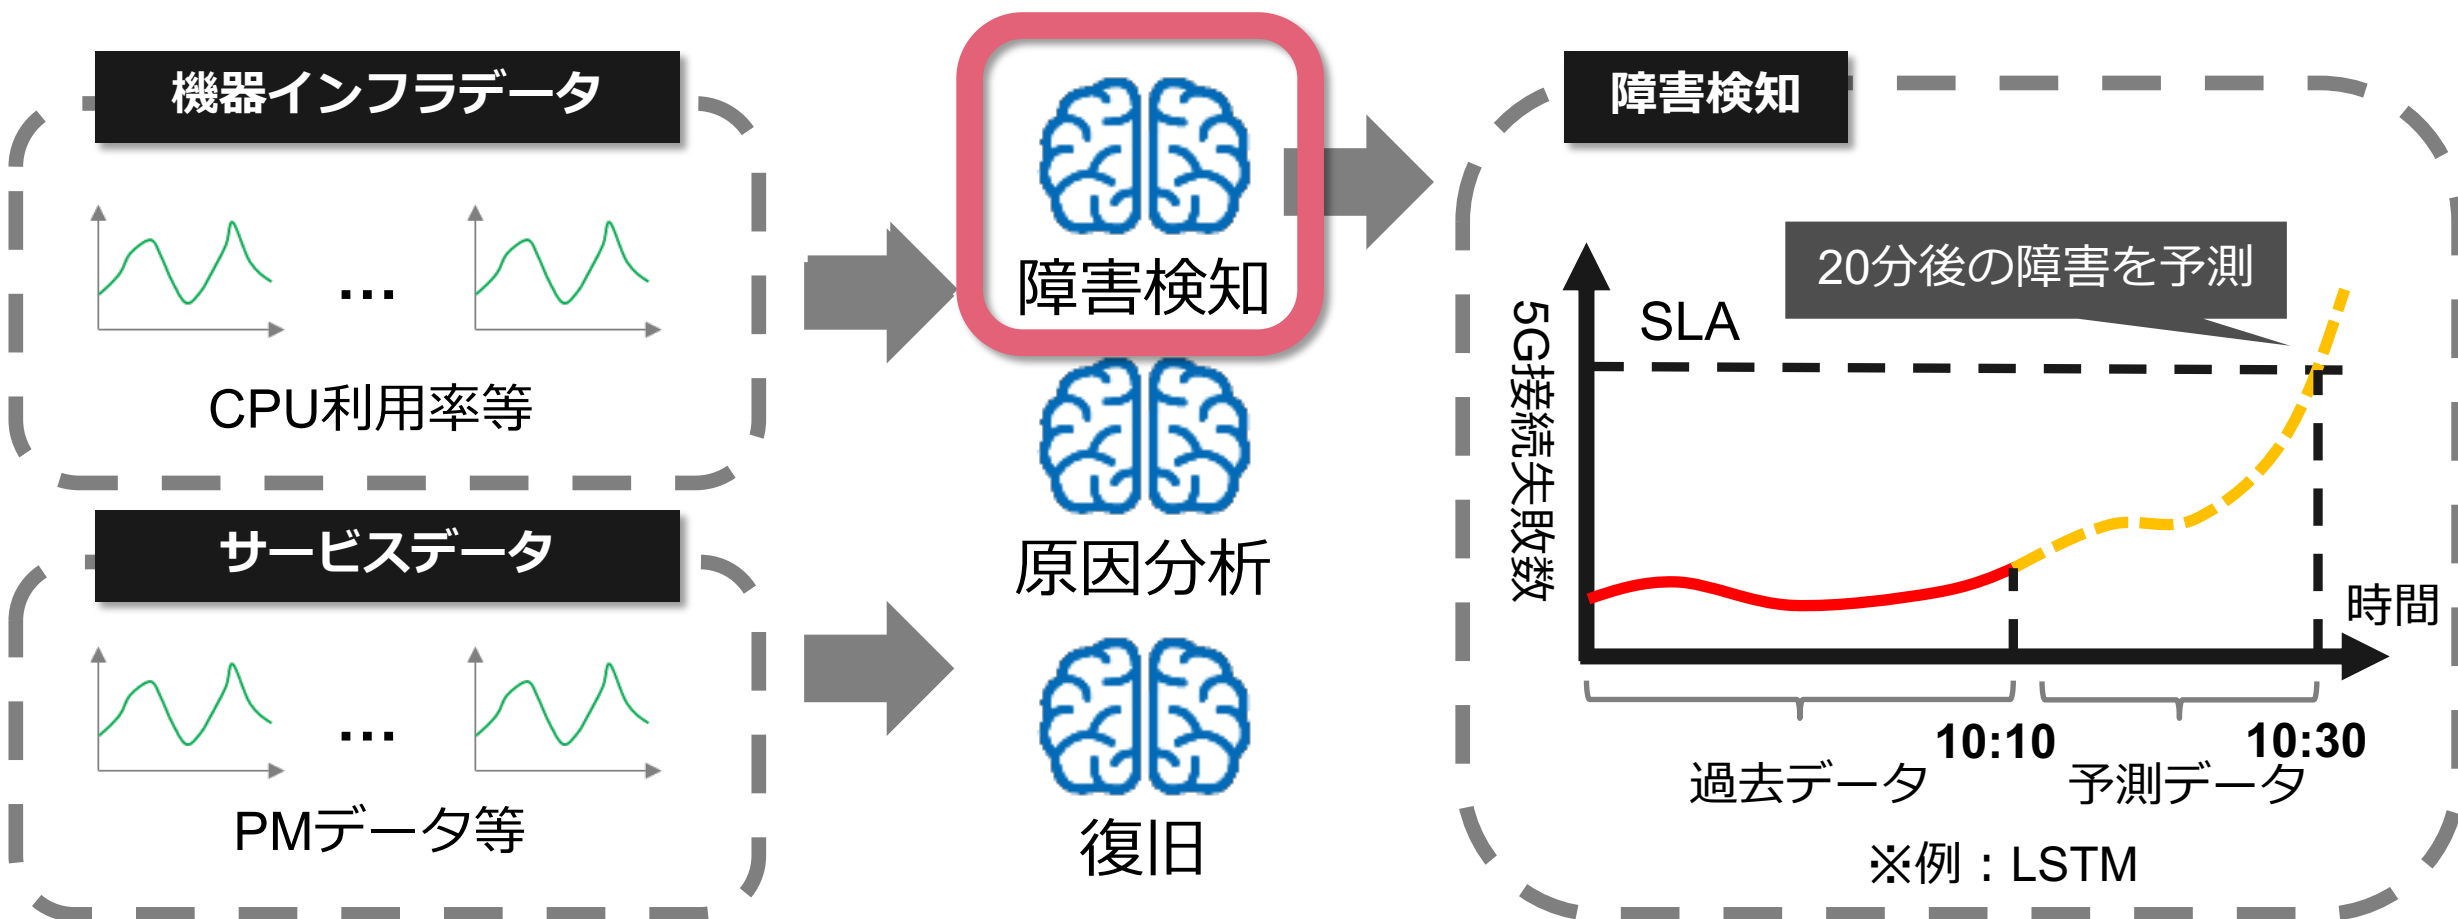 機器インフラデータ
…
CPU利用率等
サービスデータ
…
PMデータ等
障害検知
原因分析
復旧
障害検知
20分後の障害を予測
SLA
5G接続失敗数
時間
10:10
10:30
過去データ
予測データ
※例：LSTM